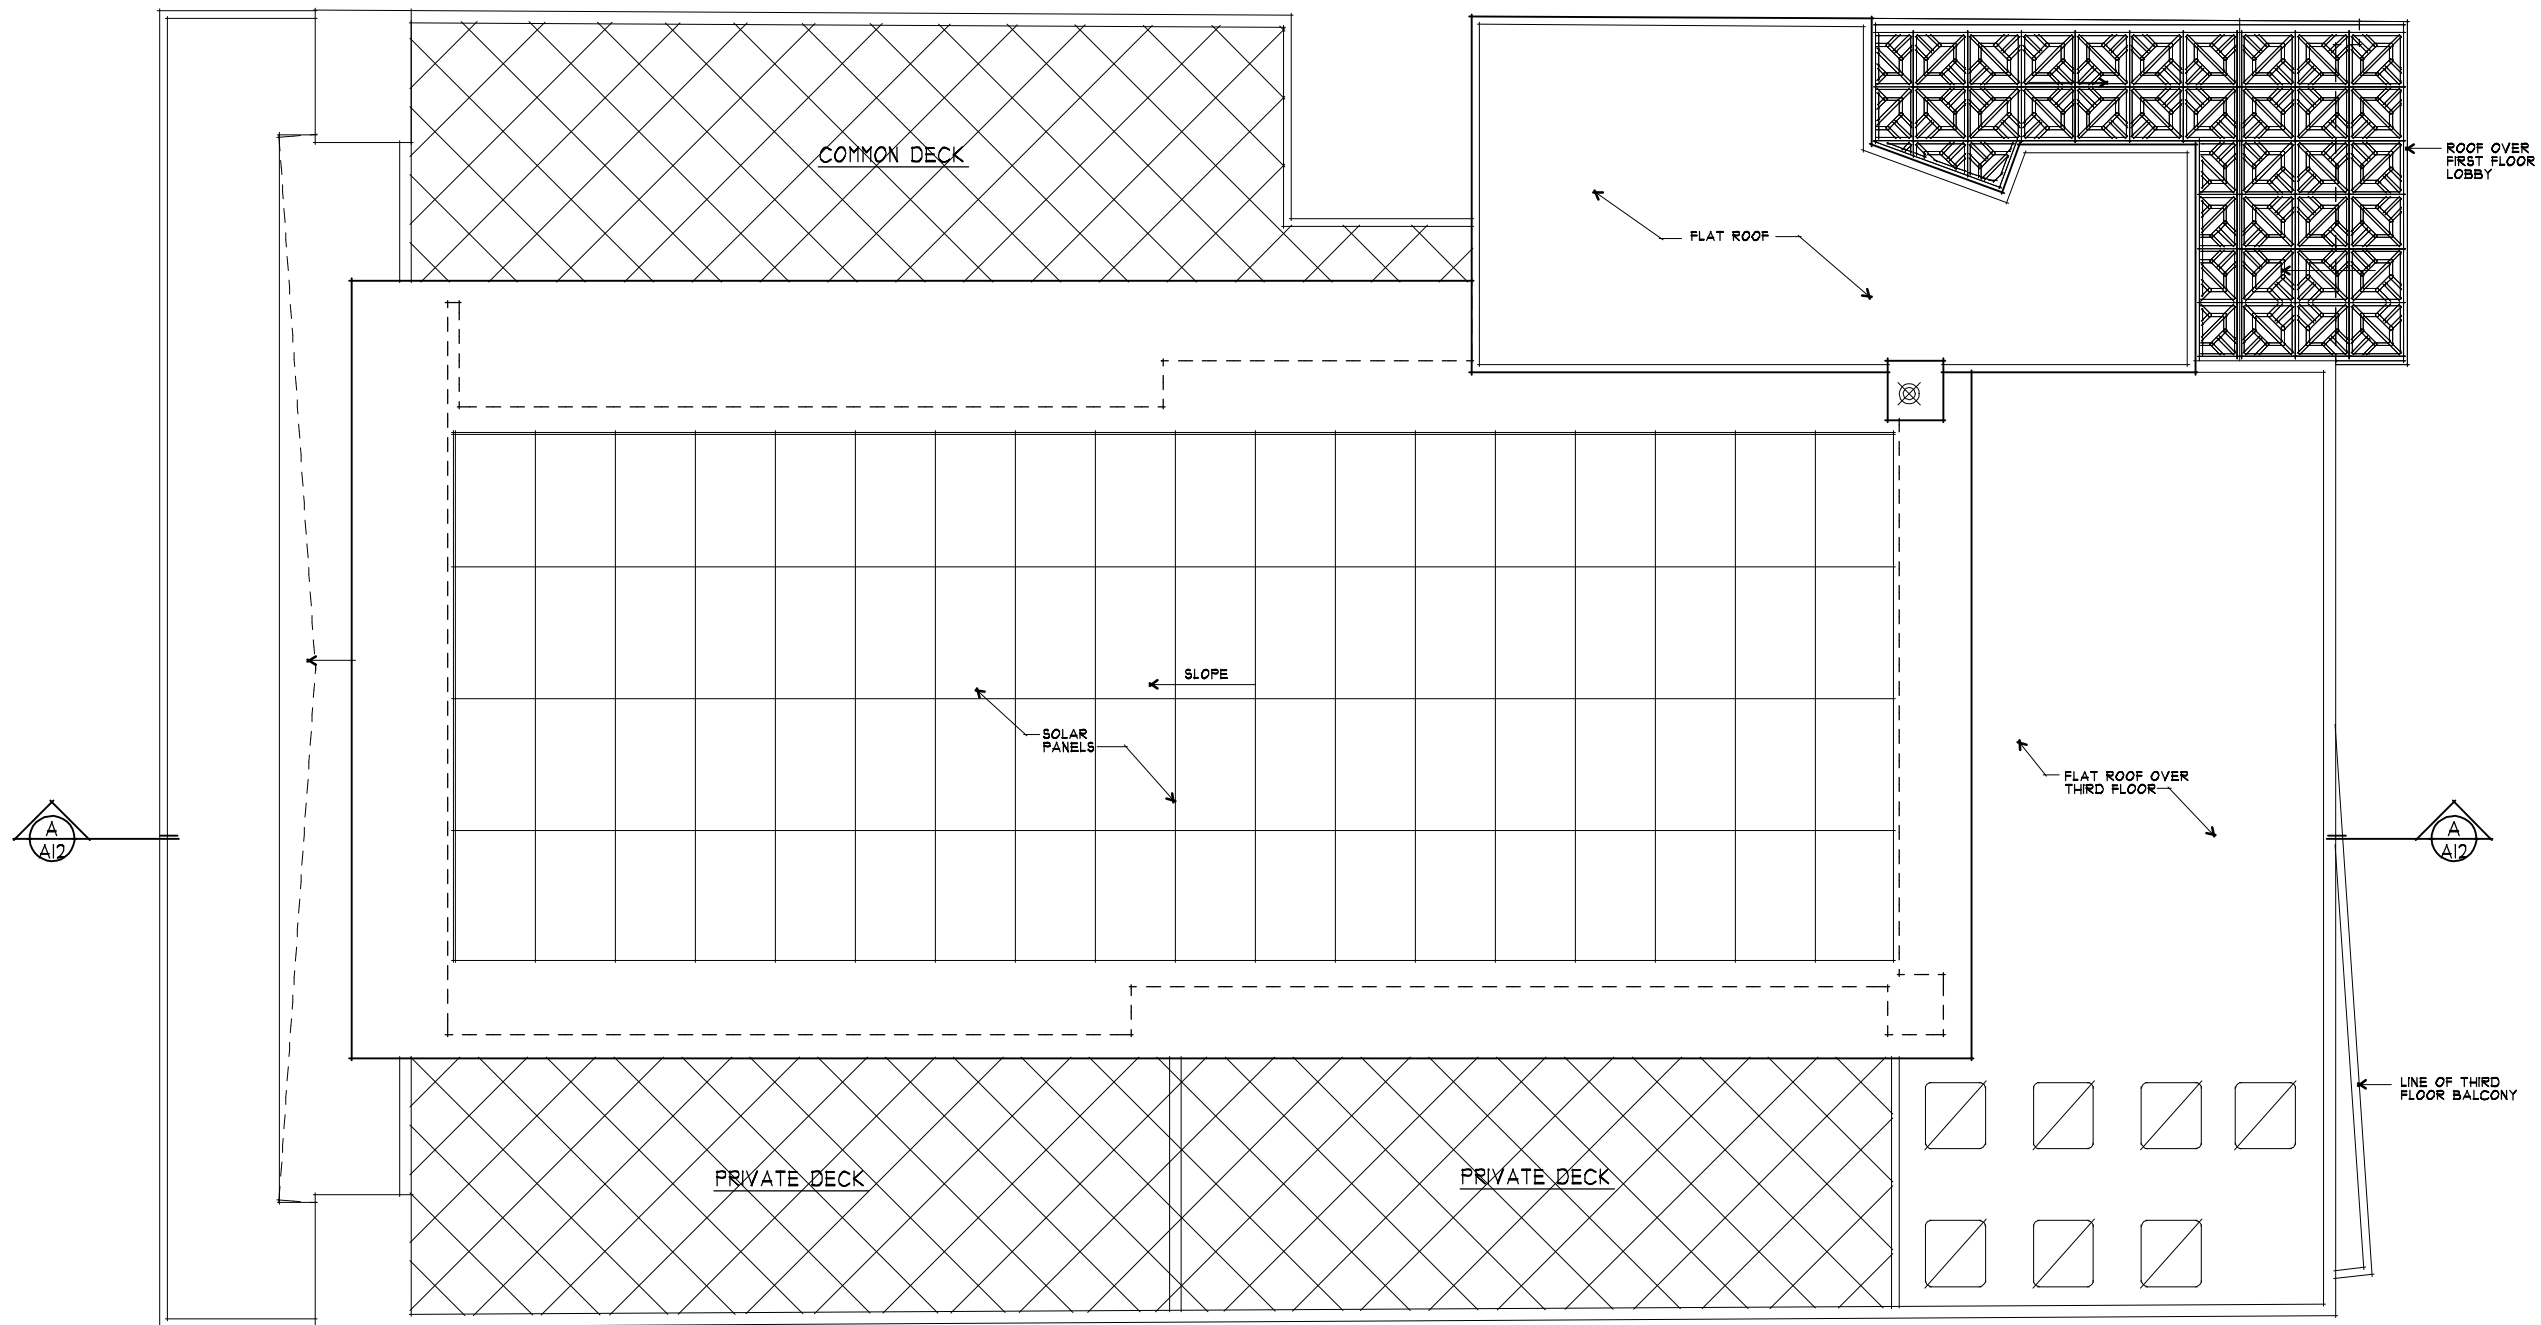 COMMON DECK
ROOF OVER
FIRST FLOOR
LOBBY
FLAT ROOF
SLOPE
SOLAR
PANELS
FLAT ROOF OVER
THIRD FLOOR
A
A12
A
A12
LINE OF THIRD
FLOOR BALCONY
PRIVATE DECK
PRIVATE DECK